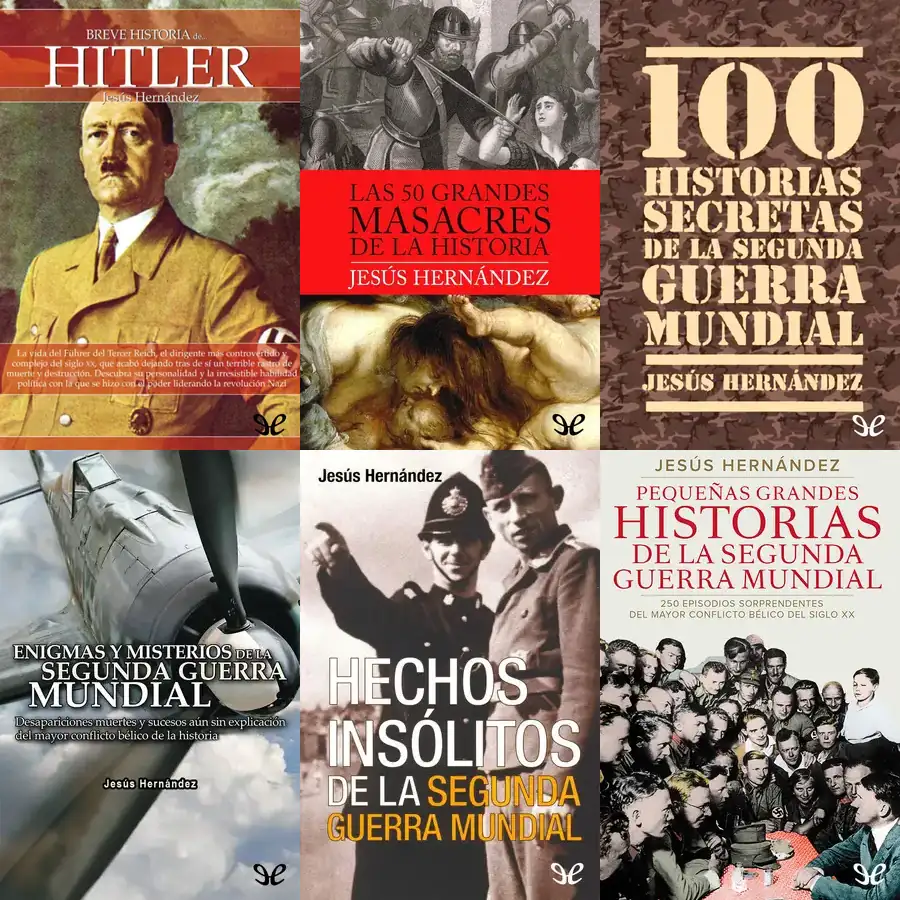 BREVE HISTORIA de...
HITLER
Jesús Hernández
La vida del Führer del Tercer Reich, el dirigente más controvertido y
complejo del siglo XX, que acabó dejando tras de sí un terrible rastro de
muerte y destrucción. Descubra su personalidad y la irresistible habilidad
política con la que se hizo con el poder liderando la revolución Nazi
LAS 50 GRANDES
MASACRES
DE LA HISTORIA
JESÚS HERNÁNDEZ
100
HISTORIAS
SECRETAS
DE LA SEGUNDA
GUERRA
MUNDIAL
JESÚS HERNÁNDEZ
ENIGMAS Y MISTERIOS DE LA
SEGUNDA GUERRA
MUNDIAL
Desapariciones muertes y sucesos aún sin explicación
del mayor conflicto bélico de la historia
Jesús Hernández
Jesús Hernández
HECHOS
INSÓLITOS
DE LA SEGUNDA
GUERRA MUNDIAL
JESÚS HERNÁNDEZ
PEQUEÑAS GRANDES
HISTORIAS
DE LA SEGUNDA
GUERRA MUNDIAL
250 EPISODIOS SORPRENDENTES
DEL MAYOR CONFLICTO BÉLICO DEL SIGLO XX